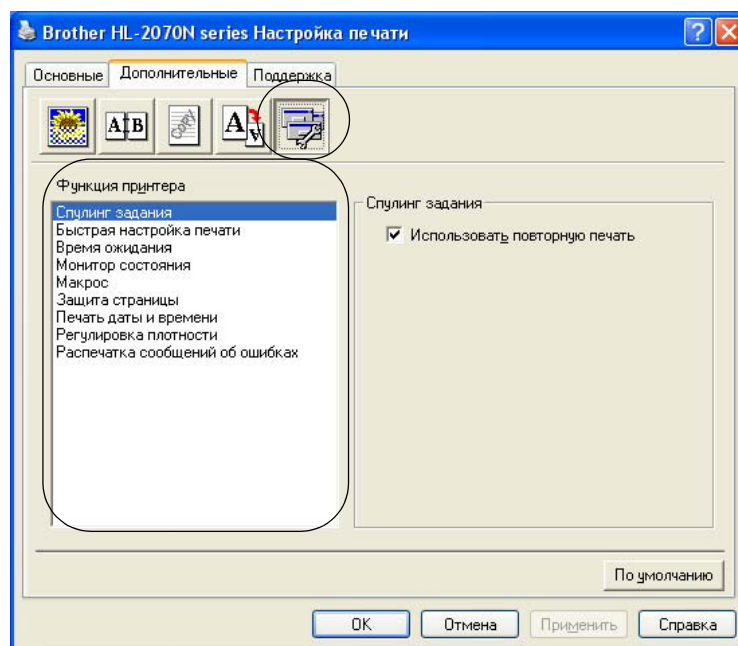 Brother HL-2070N series Настройка печати
Основные Дополнительные Поддержка
A B COPY A A
Функция принтера
Спулинг задания
Быстрая настройка печати
Время ожидания
Монитор состояния
Макрос
Защита страницы
Печать даты и времени
Регулировка плотности
Распечатка сообщений об ошибках
Спулинг задания
Использовать повторную печать
По умолчанию
OK Отмена Применить Справка